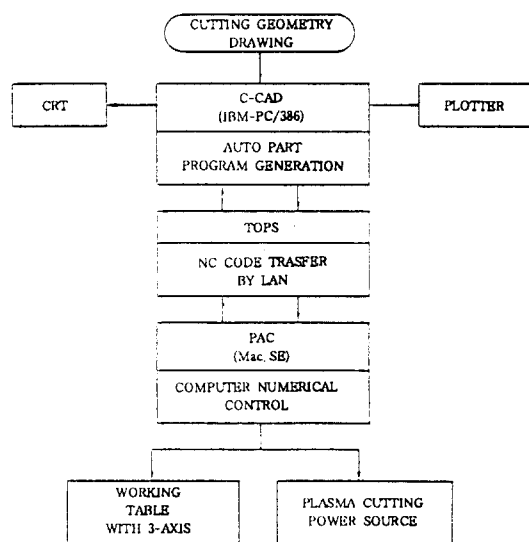 CUTTING GEOMETRY
DRAWING
CRT
C-CAD
(IBM-PC/386)
PLOTTER
AUTO PART
PROGRAM GENERATION
TOPS
NC CODE TRASFER
BY LAN
PAC
(Mac, SE)
COMPUTER NUMERICAL
CONTROL
WORKING
TABLE
WITH 3-AXIS
PLASMA CUTTING
POWER SOURCE